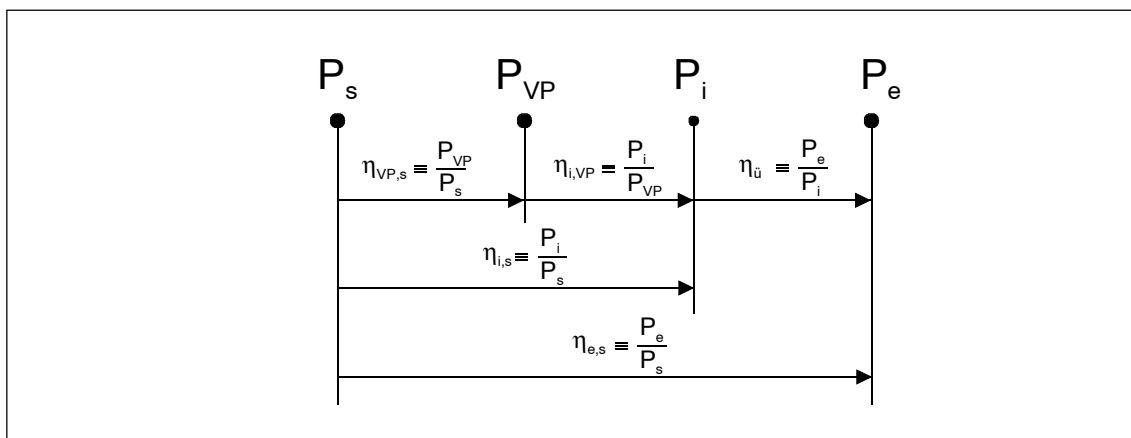 P_s P_VP P_i P_e
η_VP,s ≡ P_VP/P_s η_i,VP ≡ P_i/P_VP η_ü ≡ P_e/P_i
η_i,s ≡ P_i/P_s
η_e,s ≡ P_e/P_s